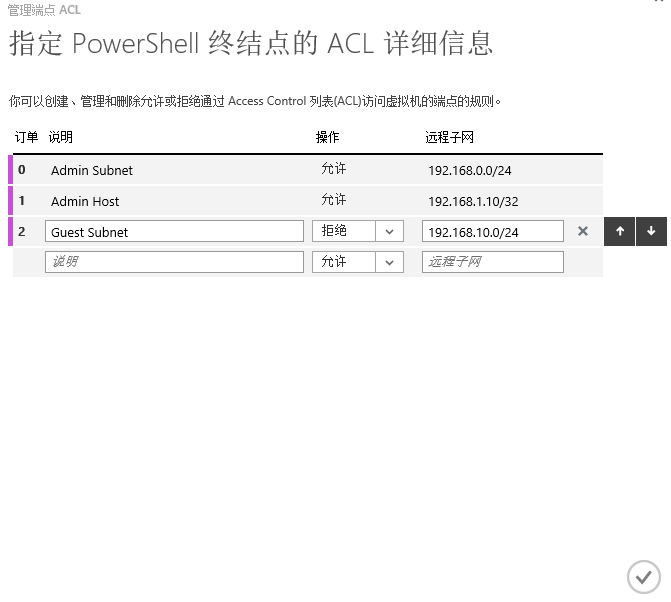 管理端点 ACL
指定 PowerShell 终结点的 ACL 详细信息
你可以创建、管理和删除允许或拒绝通过 Access Control 列表(ACL)访问虚拟机的端点的规则。
订单 说明 操作 远程子网
0 Admin Subnet 允许 192.168.0.0/24
1 Admin Host 允许 192.168.1.10/32
2 Guest Subnet 拒绝 192.168.10.0/24
说明 允许 远程子网